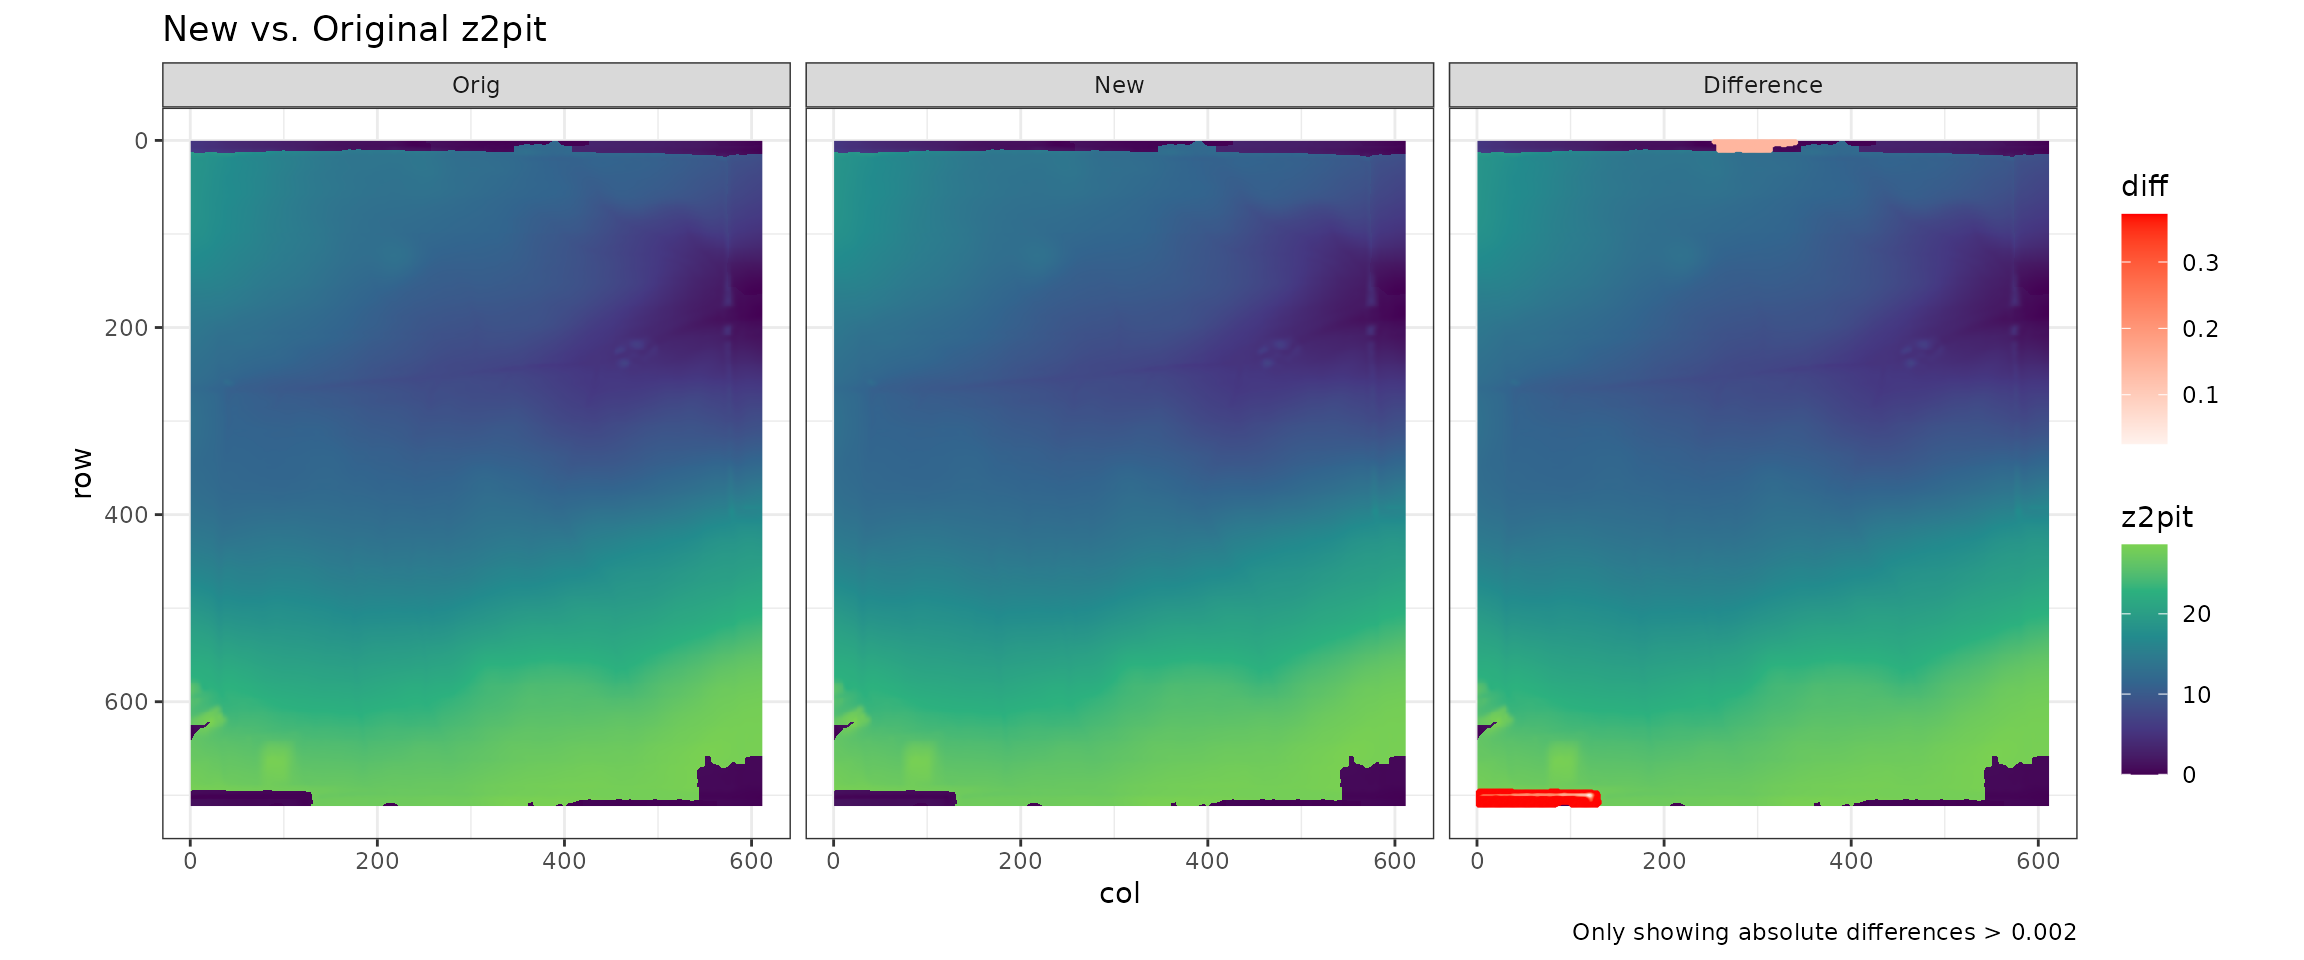 New vs. Original z2pit
Orig New Difference
0
200
400
600
row
0 200 400 600 0 200 400 600 0 200 400 600
col
diff
0.3
0.2
0.1
z2pit
20
10
0
Only showing absolute differences > 0.002